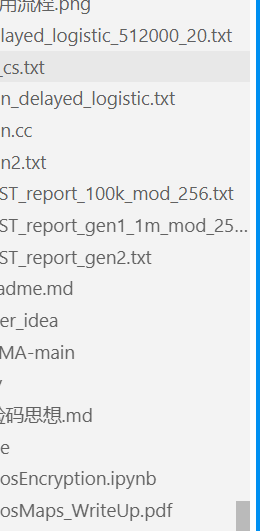 用流程.png
layed_logistic_512000_20.txt
_cs.txt
n_delayed_logistic.txt
n.cc
n2.txt
ST_report_100k_mod_256.txt
ST_report_gen1_1m_mod_25...
ST_report_gen2.txt
adme.md
er_idea
MA-main
验码思想.md
e
osEncryption.ipynb
osMaps_WriteUp.pdf